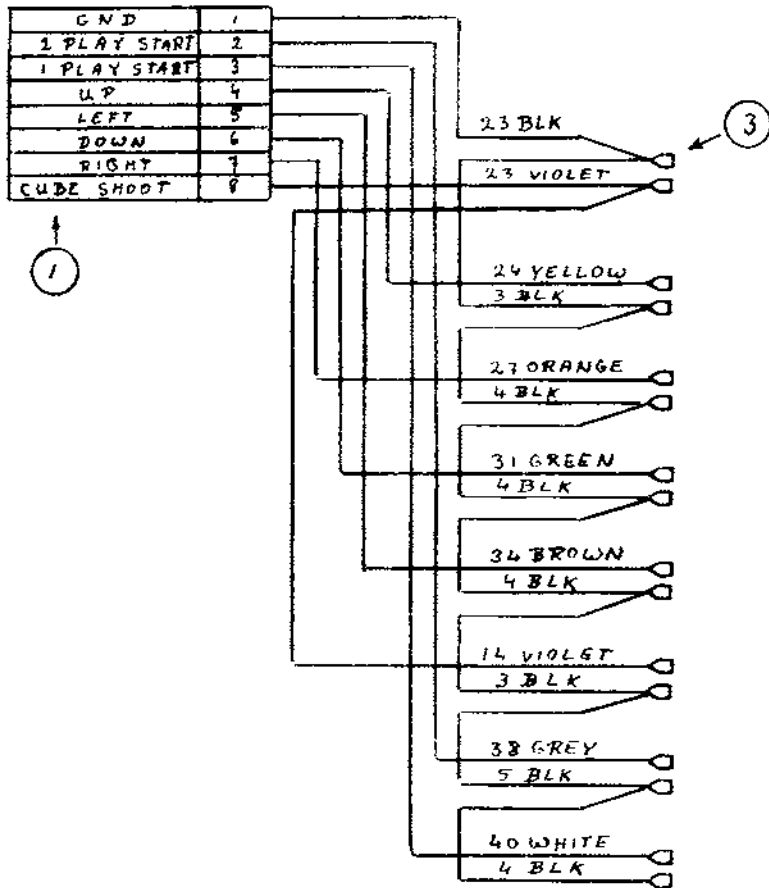 GND 1
2 PLAY START 2
1 PLAY START 3
UP 4
LEFT 5
DOWN 6
RIGHT 7
CUBE SHOOT 8
1
3
23 BLK
23 VIOLET
24 YELLOW
3 BLK
27 ORANGE
4 BLK
31 GREEN
4 BLK
34 BROWN
4 BLK
14 VIOLET
3 BLK
38 GREY
5 BLK
40 WHITE
4 BLK